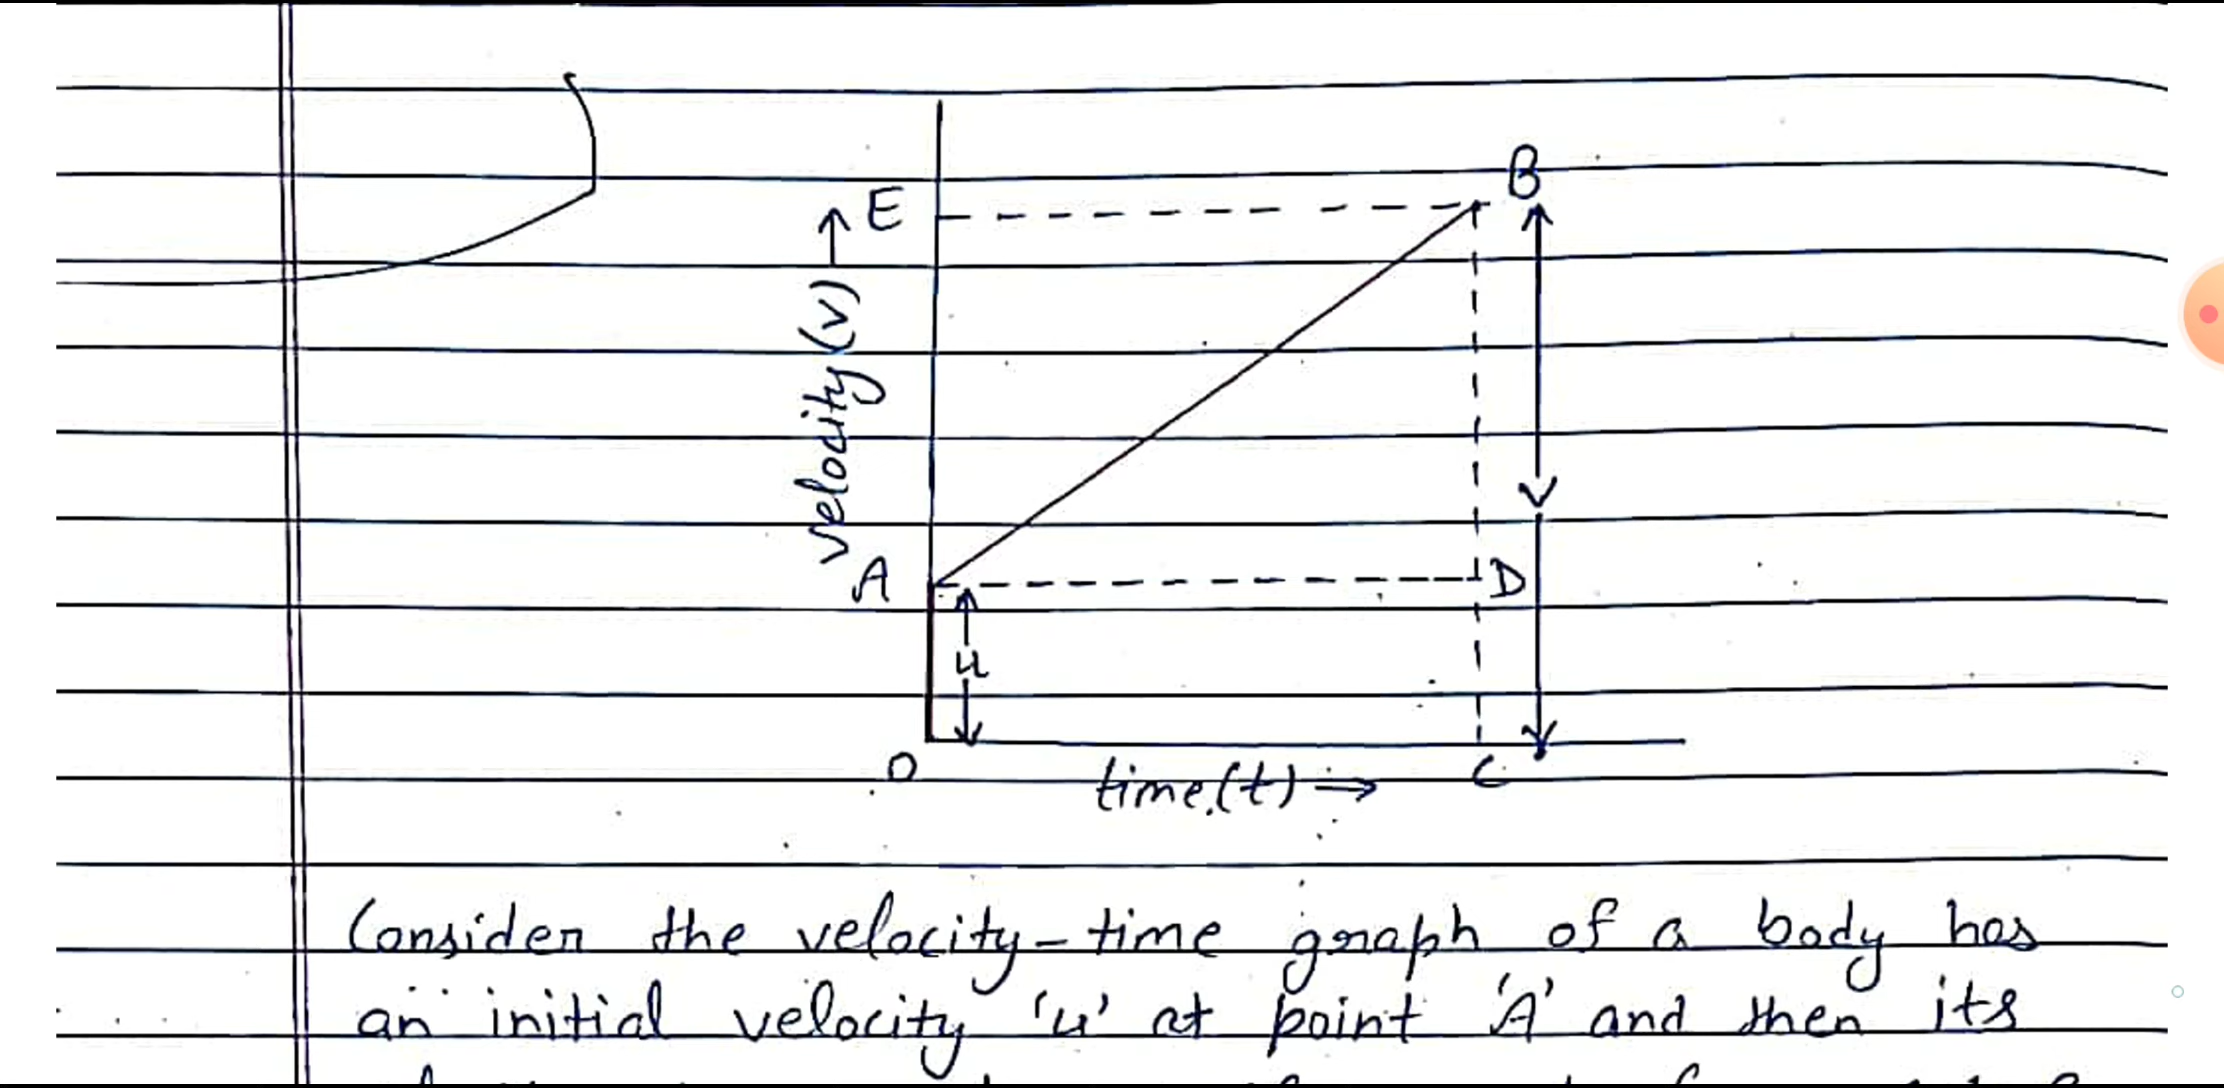 B
E
velocity (v)
A
D
u
O
time (t)
C
Consider the velocity-time graph of a body has
an initial velocity 'u' at point 'A' and then its